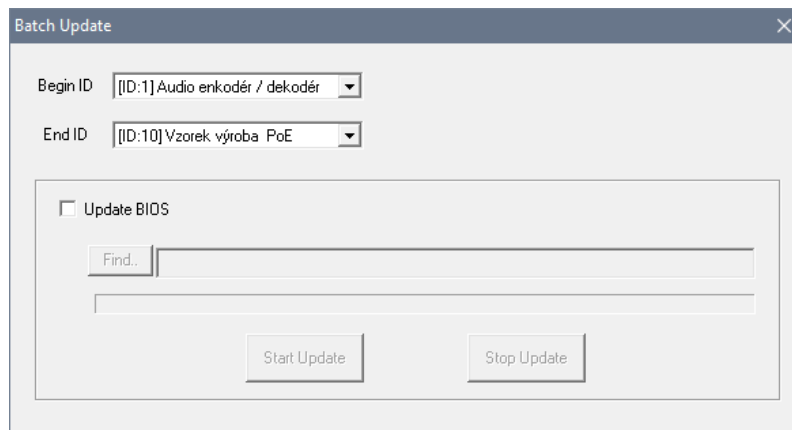 Batch Update
Begin ID [ID:1] Audio enkodér / dekodér
End ID [ID:10] Vzorek výroba PoE
Update BIOS
Find..
Start Update Stop Update